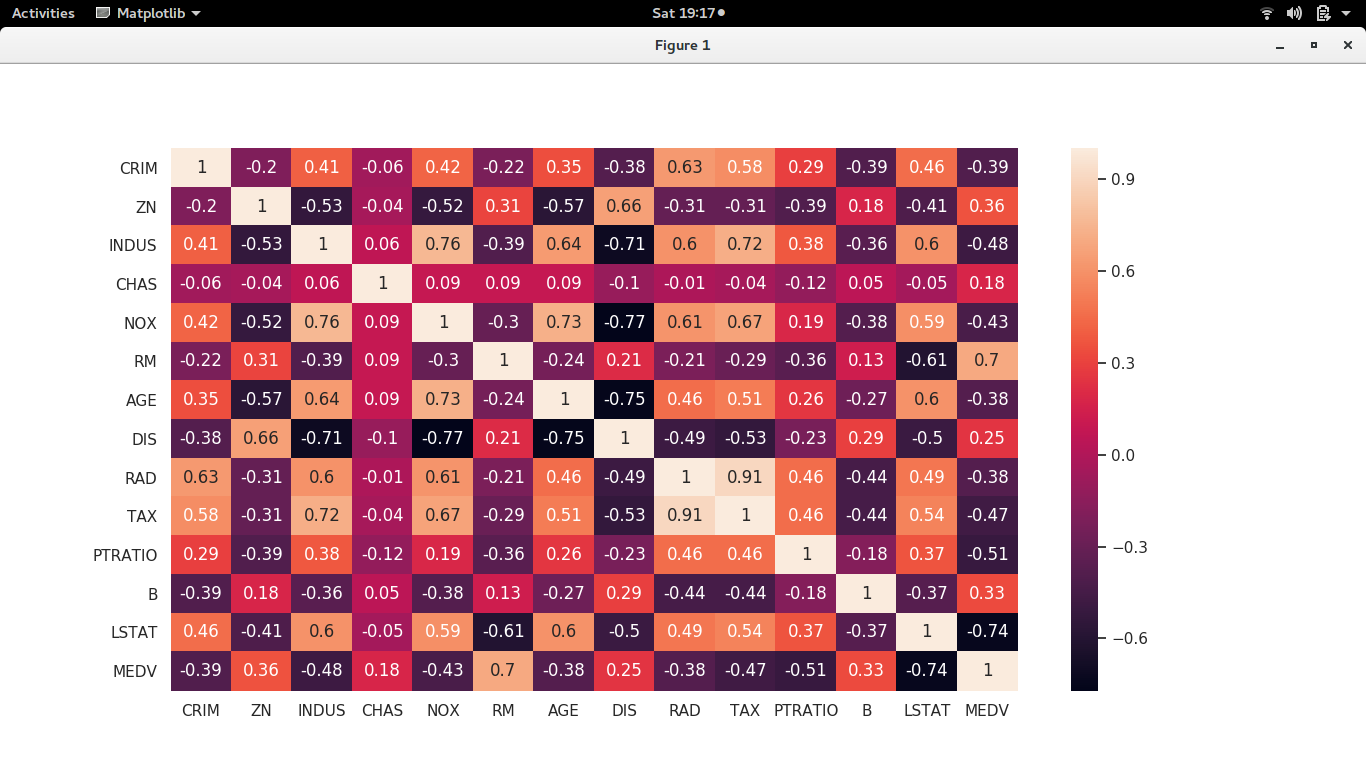 Activities Matplotlib Sat 19:17
Figure 1
CRIM 1 -0.2 0.41 -0.06 0.42 -0.22 0.35 -0.38 0.63 0.58 0.29 -0.39 0.46 -0.39
0.9
ZN -0.2 1 -0.53 -0.04 -0.52 0.31 -0.57 0.66 -0.31 -0.31 -0.39 0.18 -0.41 0.36
INDUS 0.41 -0.53 1 0.06 0.76 -0.39 0.64 -0.71 0.6 0.72 0.38 -0.36 0.6 -0.48
0.6
CHAS -0.06 -0.04 0.06 1 0.09 0.09 0.09 -0.1 -0.01 -0.04 -0.12 0.05 -0.05 0.18
NOX 0.42 -0.52 0.76 0.09 1 -0.3 0.73 -0.77 0.61 0.67 0.19 -0.38 0.59 -0.43
RM -0.22 0.31 -0.39 0.09 -0.3 1 -0.24 0.21 -0.21 -0.29 -0.36 0.13 -0.61 0.7
0.3
AGE 0.35 -0.57 0.64 0.09 0.73 -0.24 1 -0.75 0.46 0.51 0.26 -0.27 0.6 -0.38
DIS -0.38 0.66 -0.71 -0.1 -0.77 0.21 -0.75 1 -0.49 -0.53 -0.23 0.29 -0.5 0.25
0.0
RAD 0.63 -0.31 0.6 -0.01 0.61 -0.21 0.46 -0.49 1 0.91 0.46 -0.44 0.49 -0.38
TAX 0.58 -0.31 0.72 -0.04 0.67 -0.29 0.51 -0.53 0.91 1 0.46 -0.44 0.54 -0.47
−0.3
PTRATIO 0.29 -0.39 0.38 -0.12 0.19 -0.36 0.26 -0.23 0.46 0.46 1 -0.18 0.37 -0.51
B -0.39 0.18 -0.36 0.05 -0.38 0.13 -0.27 0.29 -0.44 -0.44 -0.18 1 -0.37 0.33
LSTAT 0.46 -0.41 0.6 -0.05 0.59 -0.61 0.6 -0.5 0.49 0.54 0.37 -0.37 1 -0.74
−0.6
MEDV -0.39 0.36 -0.48 0.18 -0.43 0.7 -0.38 0.25 -0.38 -0.47 -0.51 0.33 -0.74 1
CRIM ZN INDUS CHAS NOX RM AGE DIS RAD TAX PTRATIO B LSTAT MEDV